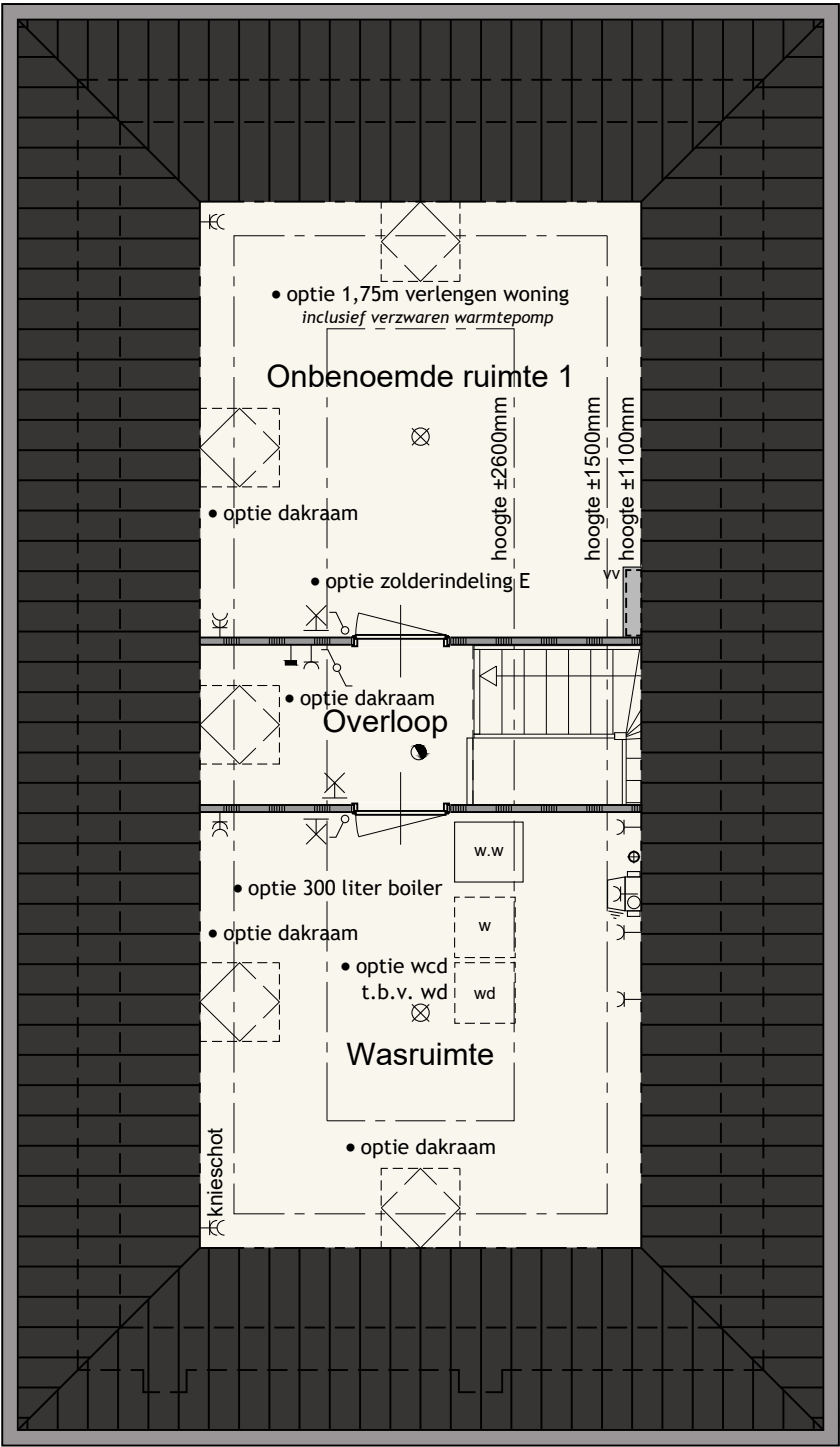 • optie 1,75m verlengen woning
inclusief verzwaren warmtepomp
Onbenoemde ruimte 1
hoogte ±2600mm
hoogte ±1500mm
hoogte ±1100mm
• optie dakraam
• optie zolderindeling E
vv
• optie dakraam
Overloop
w.w
• optie 300 liter boiler
w
• optie dakraam
• optie wcd
t.b.v. wd
wd
Wasruimte
• optie dakraam
knieschot